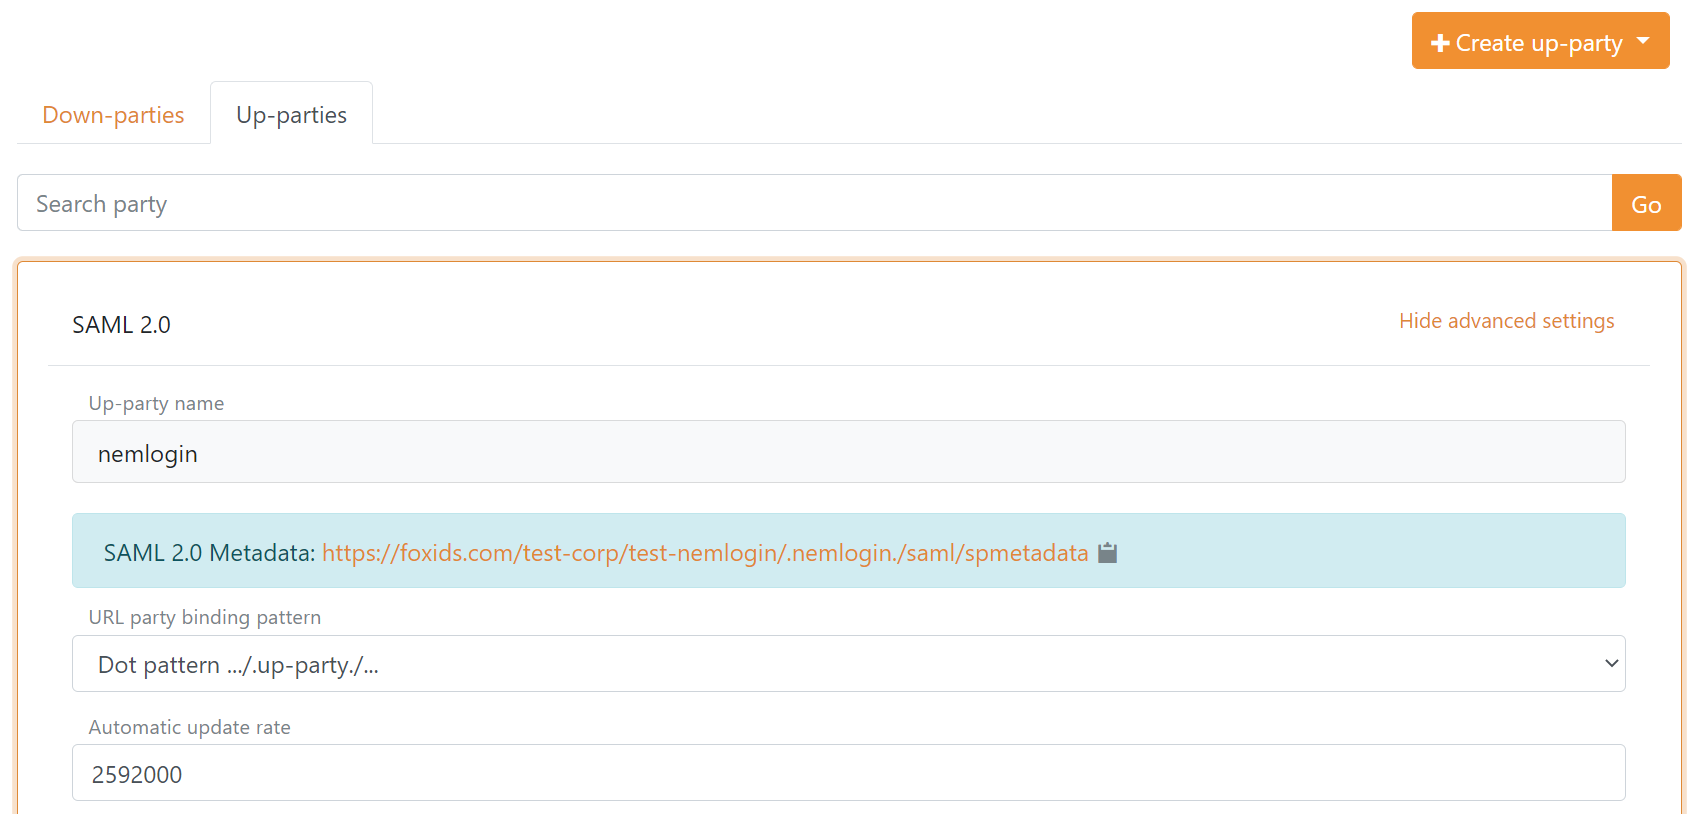 Create up-party
Down-parties
Up-parties
Search party
Go
SAML 2.0
Hide advanced settings
Up-party name
nemlogin
SAML 2.0 Metadata: https://foxids.com/test-corp/test-nemlogin/.nemlogin./saml/spmetadata
URL party binding pattern
Dot pattern .../.up-party./...
Automatic update rate
2592000